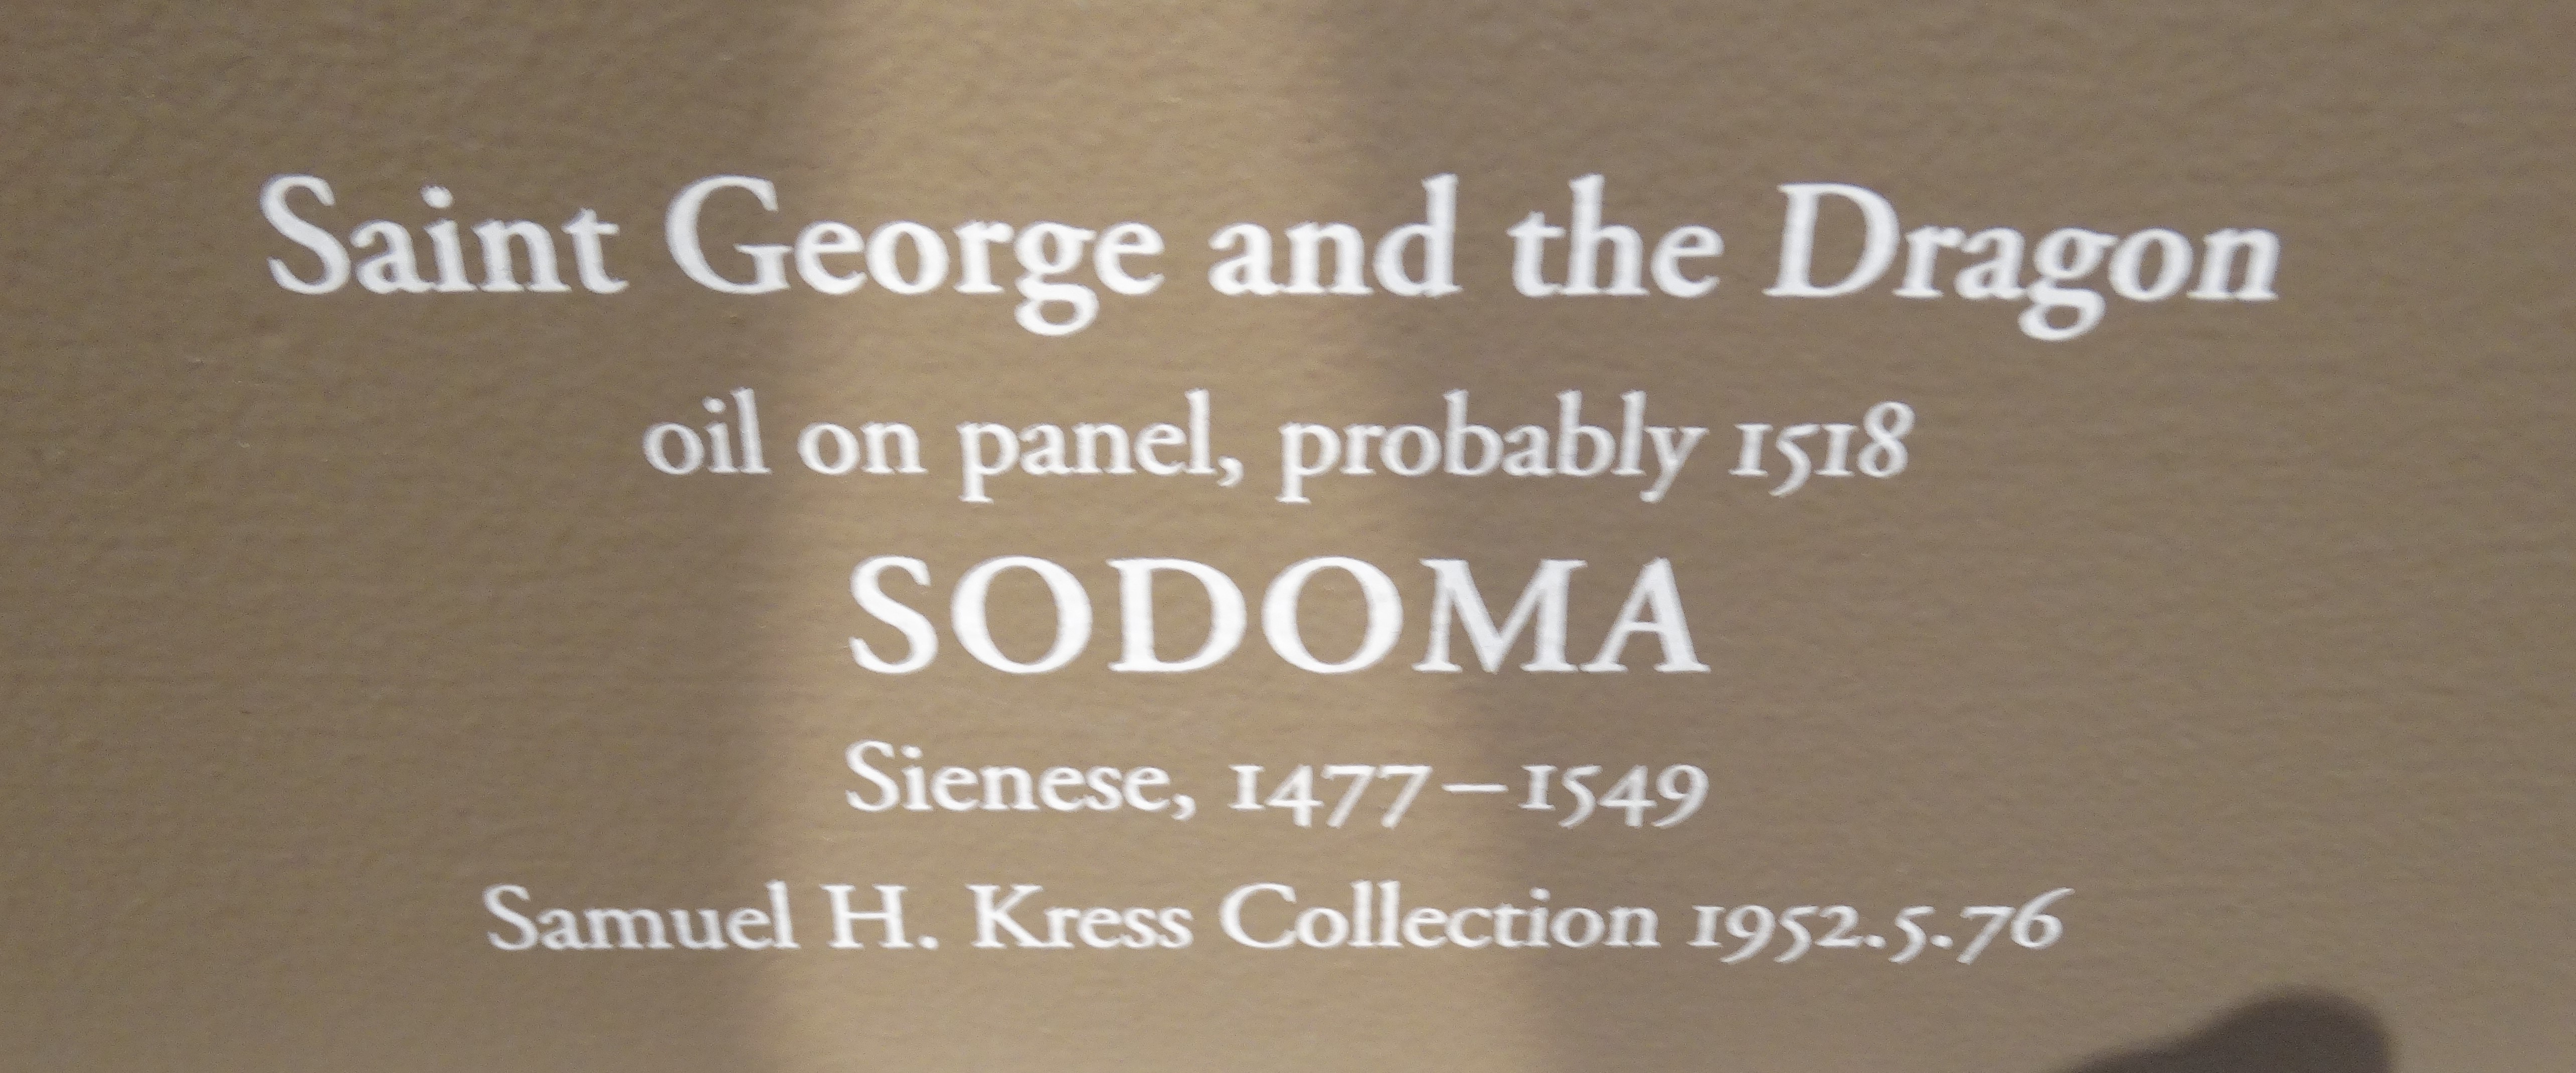 Saint George and the Dragon
oil on panel, probably 1518
SODOMA
Sienese, 1477–1549
Samuel H. Kress Collection 1952.5.76